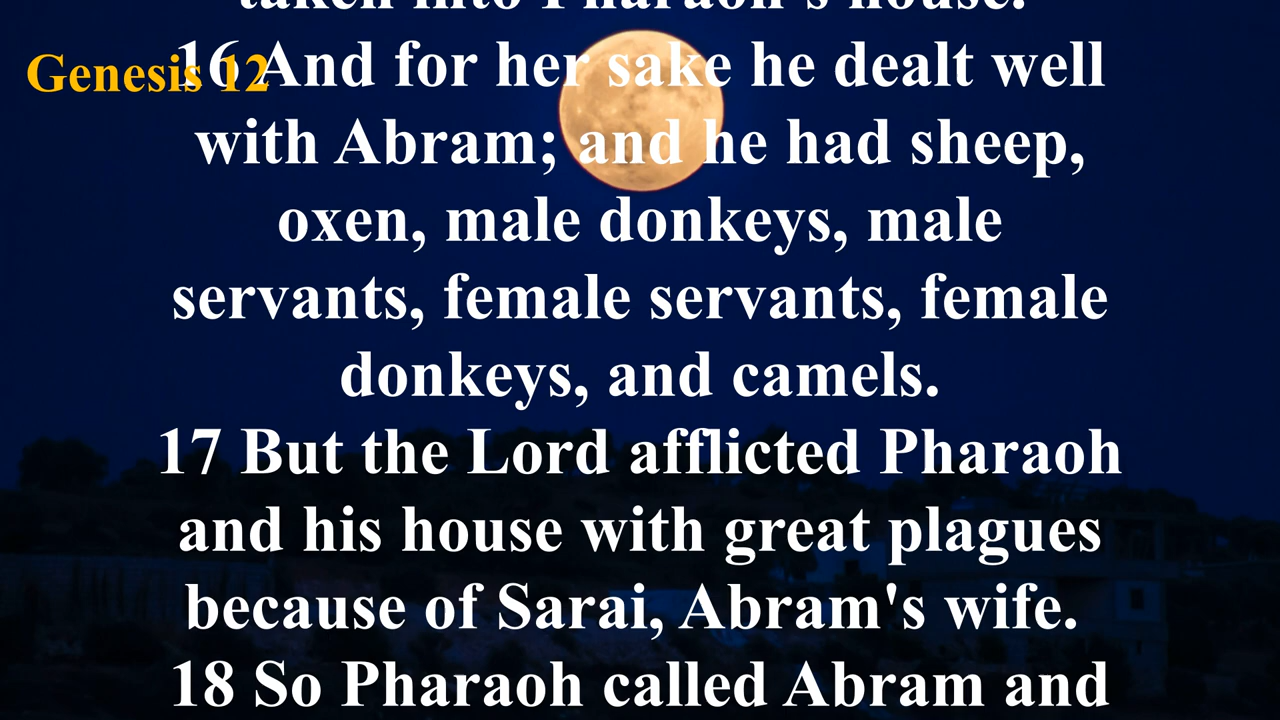 taken into Pharaoh's house.
Genesis 12
16 And for her sake he dealt well
with Abram; and he had sheep,
oxen, male donkeys, male
servants, female servants, female
donkeys, and camels.
17 But the Lord afflicted Pharaoh
and his house with great plagues
because of Sarai, Abram's wife.
18 So Pharaoh called Abram and